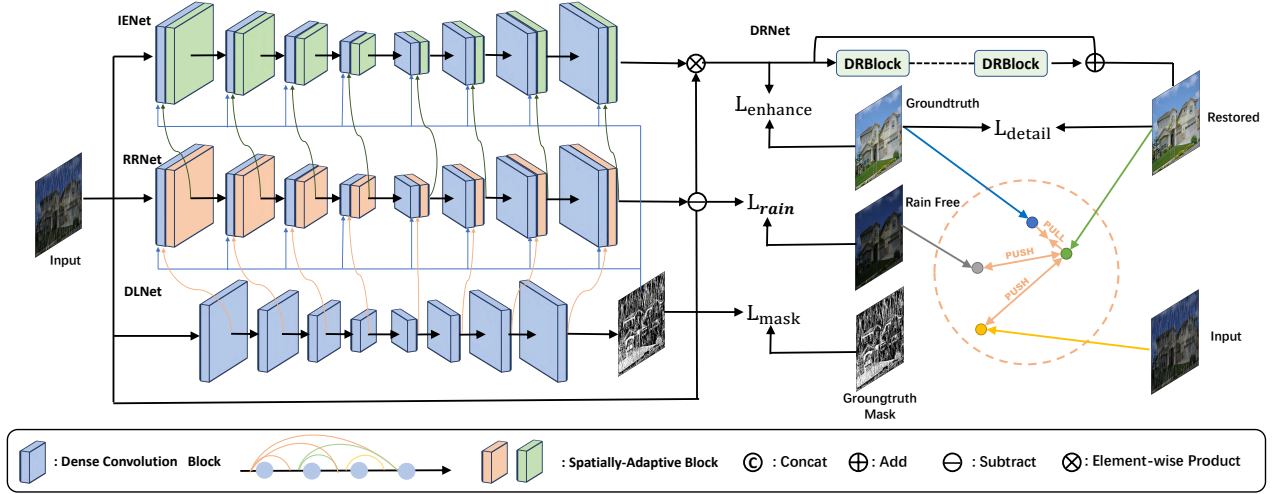 IENet
DRNet
DRBlock
DRBlock
Groundtruth
L_enhance
L_detail
Restored
RRNet
Rain Free
L_rain
PULL
PUSH
PUSH
Input
DLNet
L_mask
Input
Groungtruth
Mask
: Dense Convolution Block
: Spatially-Adaptive Block
C : Concat
: Add
: Subtract
: Element-wise Product